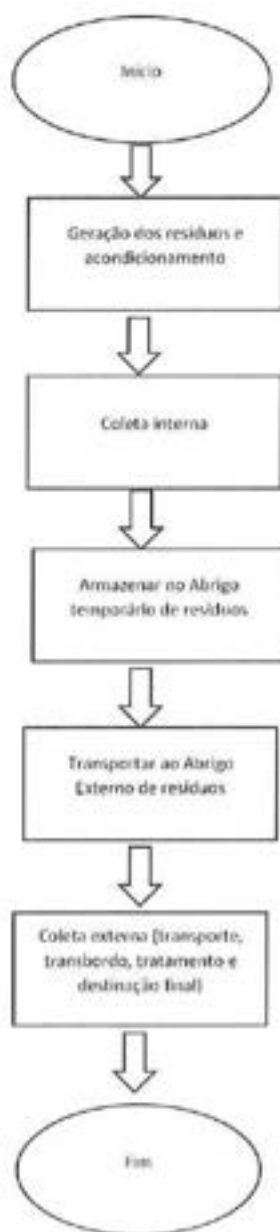 Início
Geração dos resíduos e
acondicionamento
Coleta interna
Armazenar no Abrigo
temporário de resíduos
Transportar ao Abrigo
Externo de resíduos
Coleta externa (transporte,
transbordo, tratamento e
destinação final)
Fim